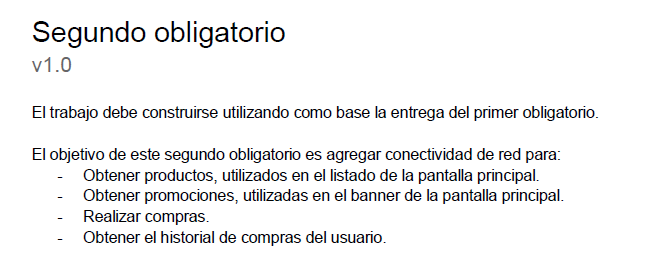 Segundo obligatorio
v1.0
El trabajo debe construirse utilizando como base la entrega del primer obligatorio.
El objetivo de este segundo obligatorio es agregar conectividad de red para:
- Obtener productos, utilizados en el listado de la pantalla principal.
- Obtener promociones, utilizadas en el banner de la pantalla principal.
- Realizar compras.
- Obtener el historial de compras del usuario.